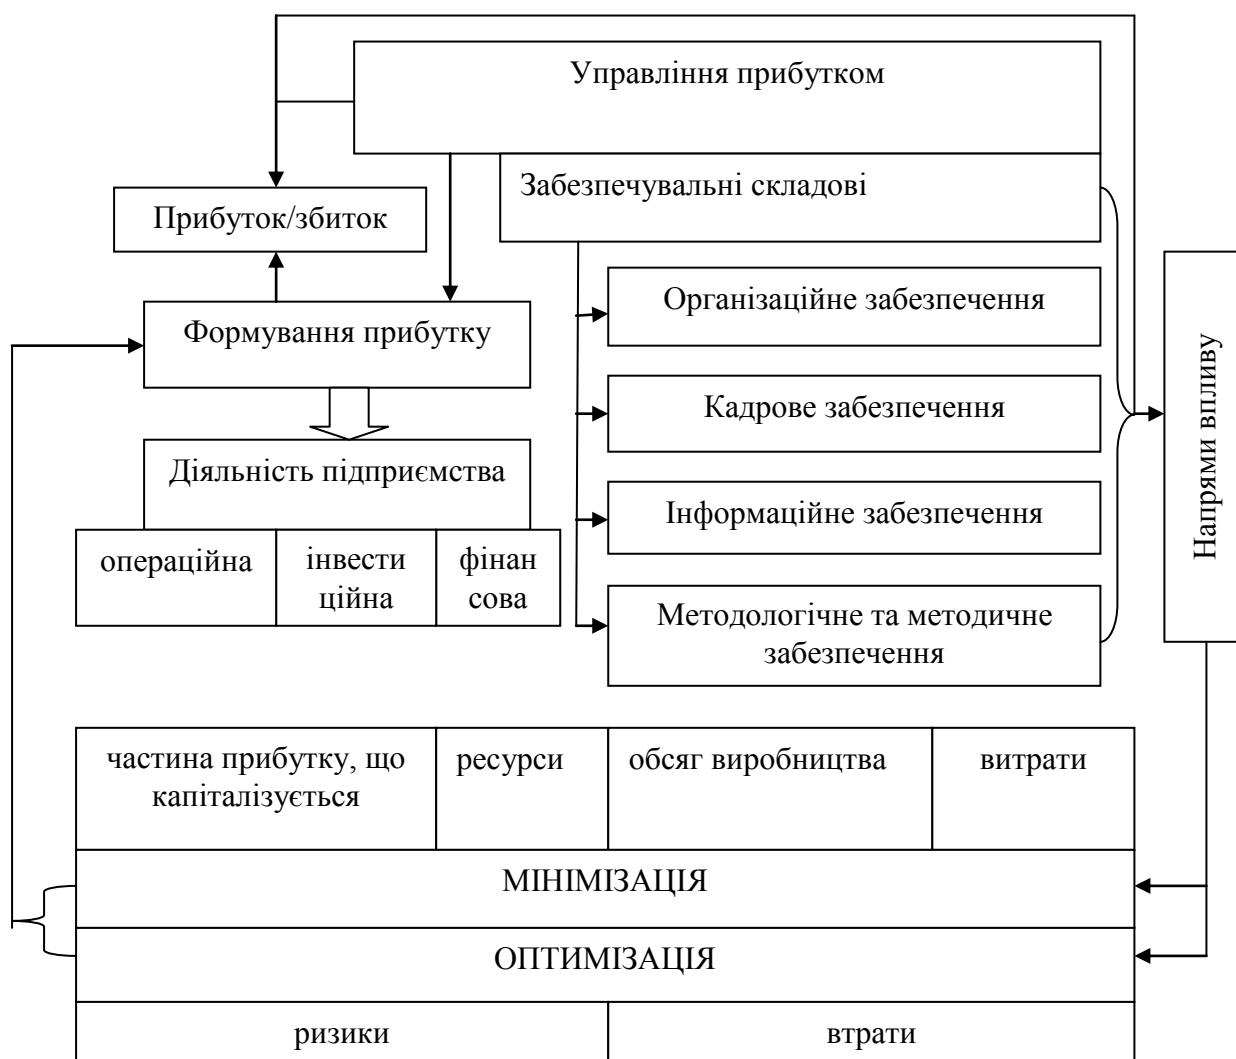 Управління прибутком
Забезпечувальні складові
Прибуток/збиток
Організаційне забезпечення
Формування прибутку
Кадрове забезпечення
Діяльність підприємства
операційна
інвести
ційна
фінан
сова
Інформаційне забезпечення
Методологічне та методичне
забезпечення
Напрями впливу
частина прибутку, що
капіталізується
ресурси
обсяг виробництва
витрати
МІНІМІЗАЦІЯ
ОПТИМІЗАЦІЯ
ризики
втрати